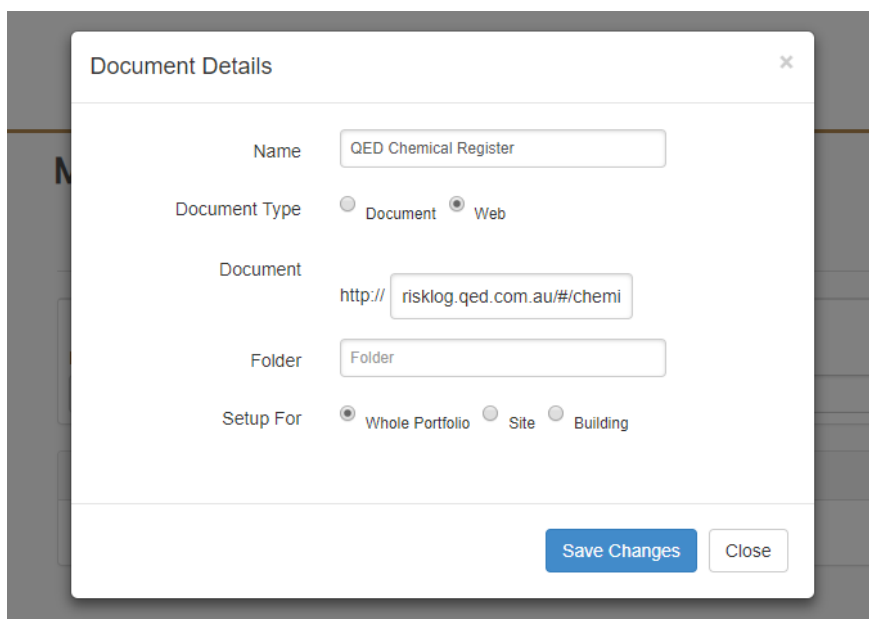 Document Details ×
Name QED Chemical Register
Document Type Document Web
Document
http:// risklog.qed.com.au/#/chemi
Folder Folder
Setup For Whole Portfolio Site Building
Save Changes Close